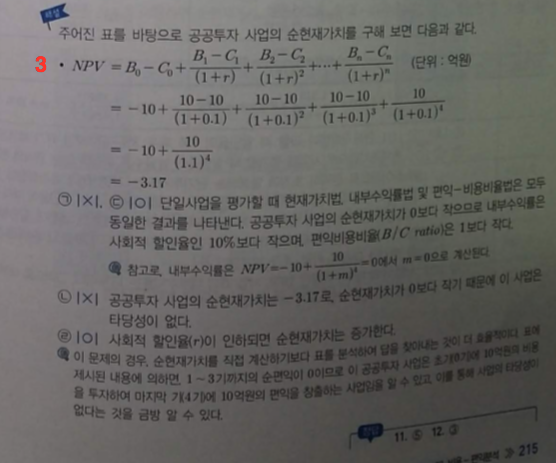 해설
주어진 표를 바탕으로 공공투자 사업의 순현재가치를 구해 보면 다음과 같다.
3 • NPV = B₀ − C₀ + (B₁ − C₁)/(1+r) + (B₂ − C₂)/(1+r)² + ⋯ + (Bₙ − Cₙ)/(1+r)ⁿ (단위 : 억원)
= −10 + (10−10)/(1+0.1) + (10−10)/(1+0.1)² + (10−10)/(1+0.1)³ + 10/(1+0.1)⁴
= −10 + 10/(1.1)⁴
= −3.17
㉠ |×|, ㉢ |○| 단일사업을 평가할 때 현재가치법, 내부수익률법 및 편익−비용비율법은 모두
동일한 결과를 나타낸다. 공공투자 사업의 순현재가치가 0보다 작으므로 내부수익률은
사회적 할인율인 10%보다 작으며, 편익비용비율(B/C ratio)은 1보다 작다.
참고로, 내부수익률은 NPV = −10 + 10/(1+m)⁴ = 0에서 m = 0으로 계산된다.
㉡ |×| 공공투자 사업의 순현재가치는 −3.17로, 순현재가치가 0보다 작기 때문에 이 사업은
타당성이 없다.
㉣ |○| 사회적 할인율(r)이 인하되면 순현재가치는 증가한다.
이 문제의 경우, 순현재가치를 직접 계산하기보다 표를 분석하여 답을 찾아내는 것이 더 효율적이다. 표에
제시된 내용에 의하면, 1～3기까지의 순편익이 0이므로 이 공공투자 사업은 초기(0기)에 10억원의 비용
을 투자하여 마지막 기(4기)에 10억원의 편익을 창출하는 사업임을 알 수 있고, 이를 통해 사업의 타당성이
없다는 것을 금방 알 수 있다.
정답 11. ⑤ 12. ③
비용−편익분석 ≫ 215